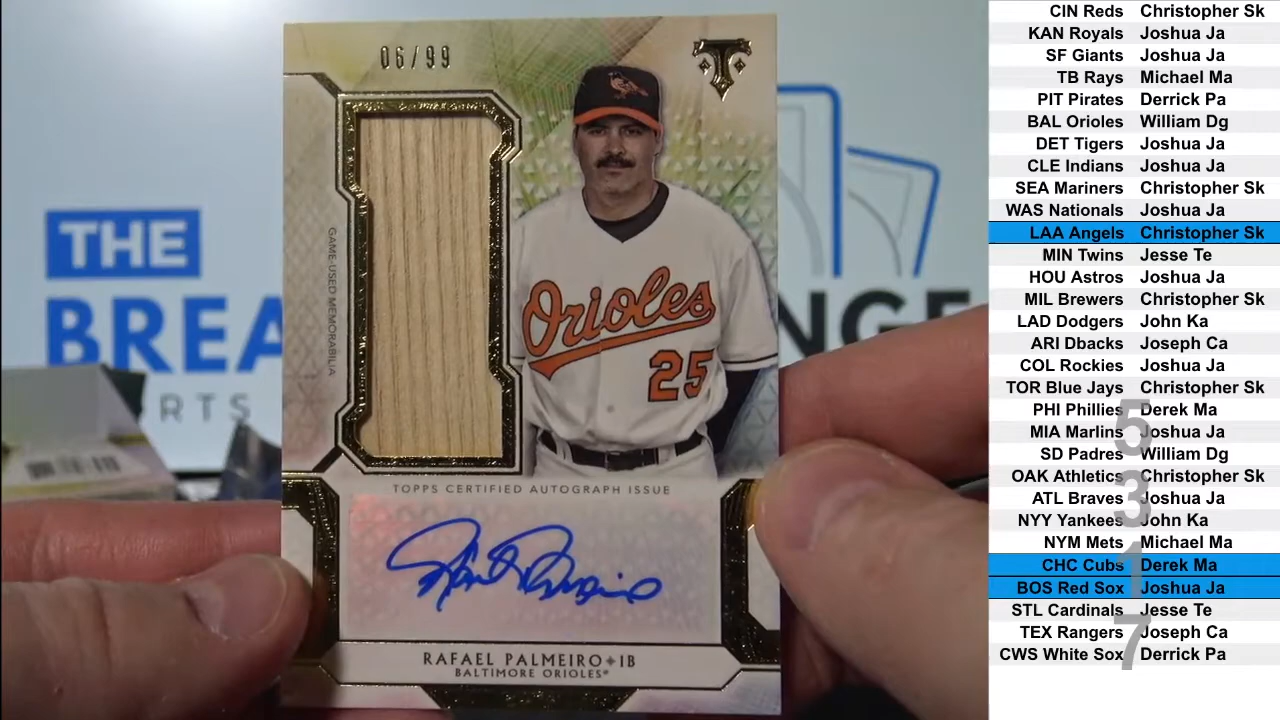 06/99
T
GAME-USED MEMORABILIA
Orioles
25
TOPPS CERTIFIED AUTOGRAPH ISSUE
RAFAEL PALMEIRO 1B
BALTIMORE ORIOLES®
THE
BREA
NGE
ORTS
CIN Reds Christopher Sk
KAN Royals Joshua Ja
SF Giants Joshua Ja
TB Rays Michael Ma
PIT Pirates Derrick Pa
BAL Orioles William Dg
DET Tigers Joshua Ja
CLE Indians Joshua Ja
SEA Mariners Christopher Sk
WAS Nationals Joshua Ja
LAA Angels Christopher Sk
MIN Twins Jesse Te
HOU Astros Joshua Ja
MIL Brewers Christopher Sk
LAD Dodgers John Ka
ARI Dbacks Joseph Ca
COL Rockies Joshua Ja
TOR Blue Jays Christopher Sk
PHI Phillies Derek Ma
MIA Marlins Joshua Ja
SD Padres William Dg
OAK Athletics Christopher Sk
ATL Braves Joshua Ja
NYY Yankees John Ka
NYM Mets Michael Ma
CHC Cubs Derek Ma
BOS Red Sox Joshua Ja
STL Cardinals Jesse Te
TEX Rangers Joseph Ca
CWS White Sox Derrick Pa
5
3
1
7